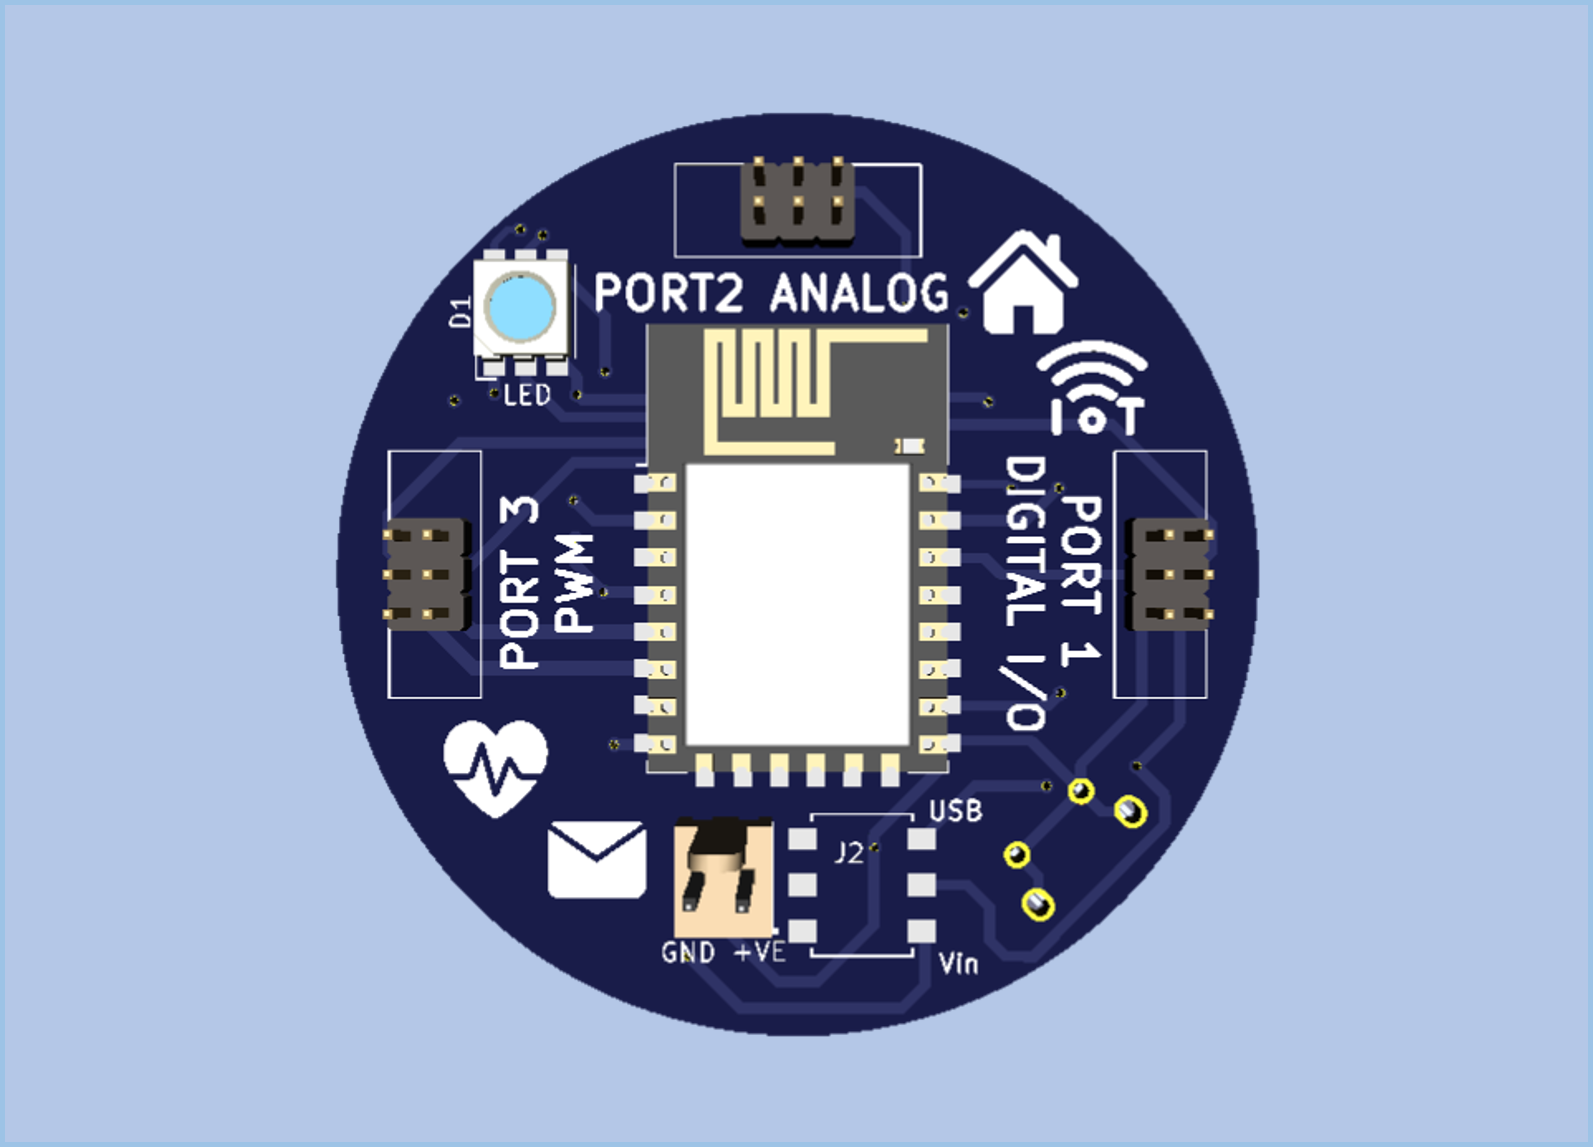 PORT2 ANALOG
D1
LED
IoT
PORT 3
PWM
PORT 1
DIGITAL I/O
USB
J2
GND +VE
Vin